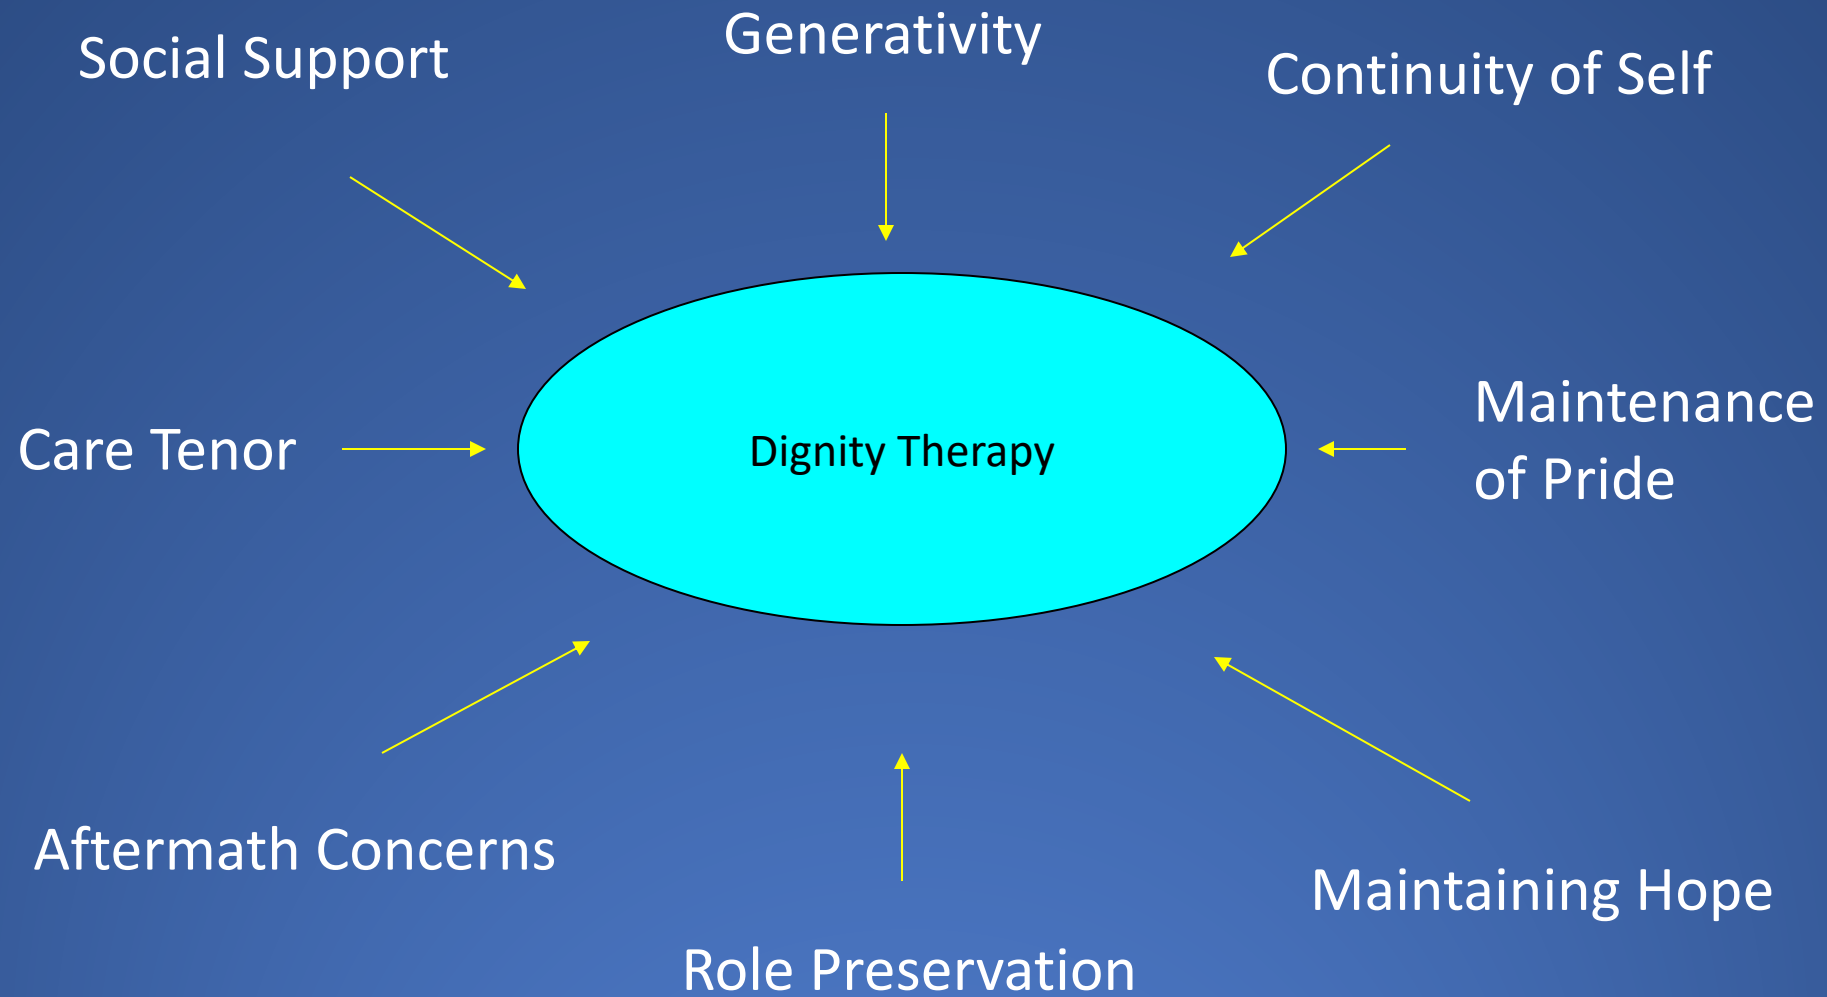 Generativity
Social Support
Continuity of Self
Maintenance
of Pride
Care Tenor
Dignity Therapy
Aftermath Concerns
Maintaining Hope
Role Preservation